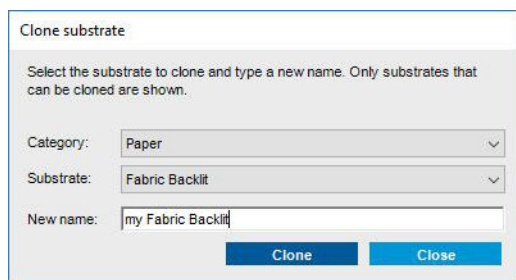 Clone substrate
Select the substrate to clone and type a new name. Only substrates that
can be cloned are shown.
Category: Paper
Substrate: Fabric Backlit
New name: my Fabric Backlit
Clone Close